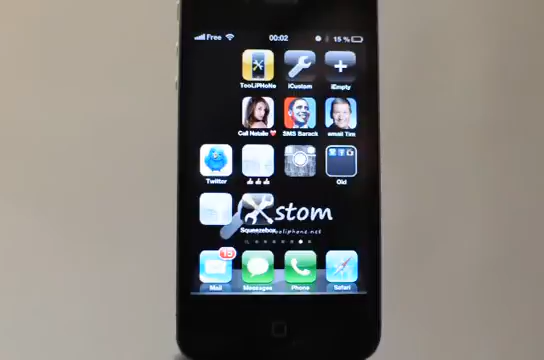 Free 00:02 15 %
TooLiPHoNe iCustom iEmpty
Call Natalie SMS Barack email Tim
Twitter Old
stom
Squeezebox
15
Mail Messages Phone Safari